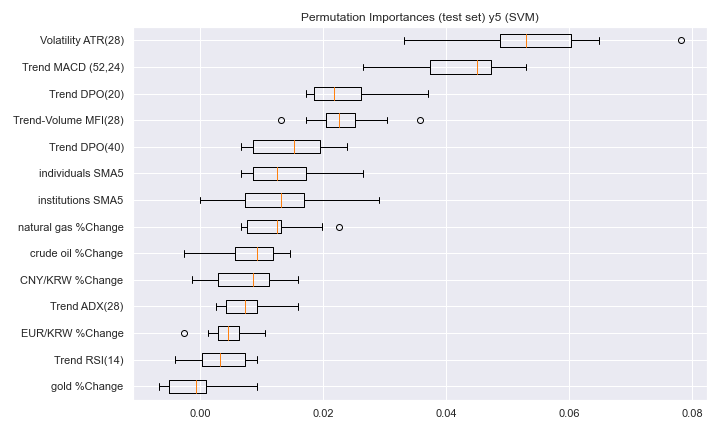 Permutation Importances (test set) y5 (SVM)
Volatility ATR(28)
Trend MACD (52,24)
Trend DPO(20)
Trend-Volume MFI(28)
Trend DPO(40)
individuals SMA5
institutions SMA5
natural gas %Change
crude oil %Change
CNY/KRW %Change
Trend ADX(28)
EUR/KRW %Change
Trend RSI(14)
gold %Change
0.00 0.02 0.04 0.06 0.08